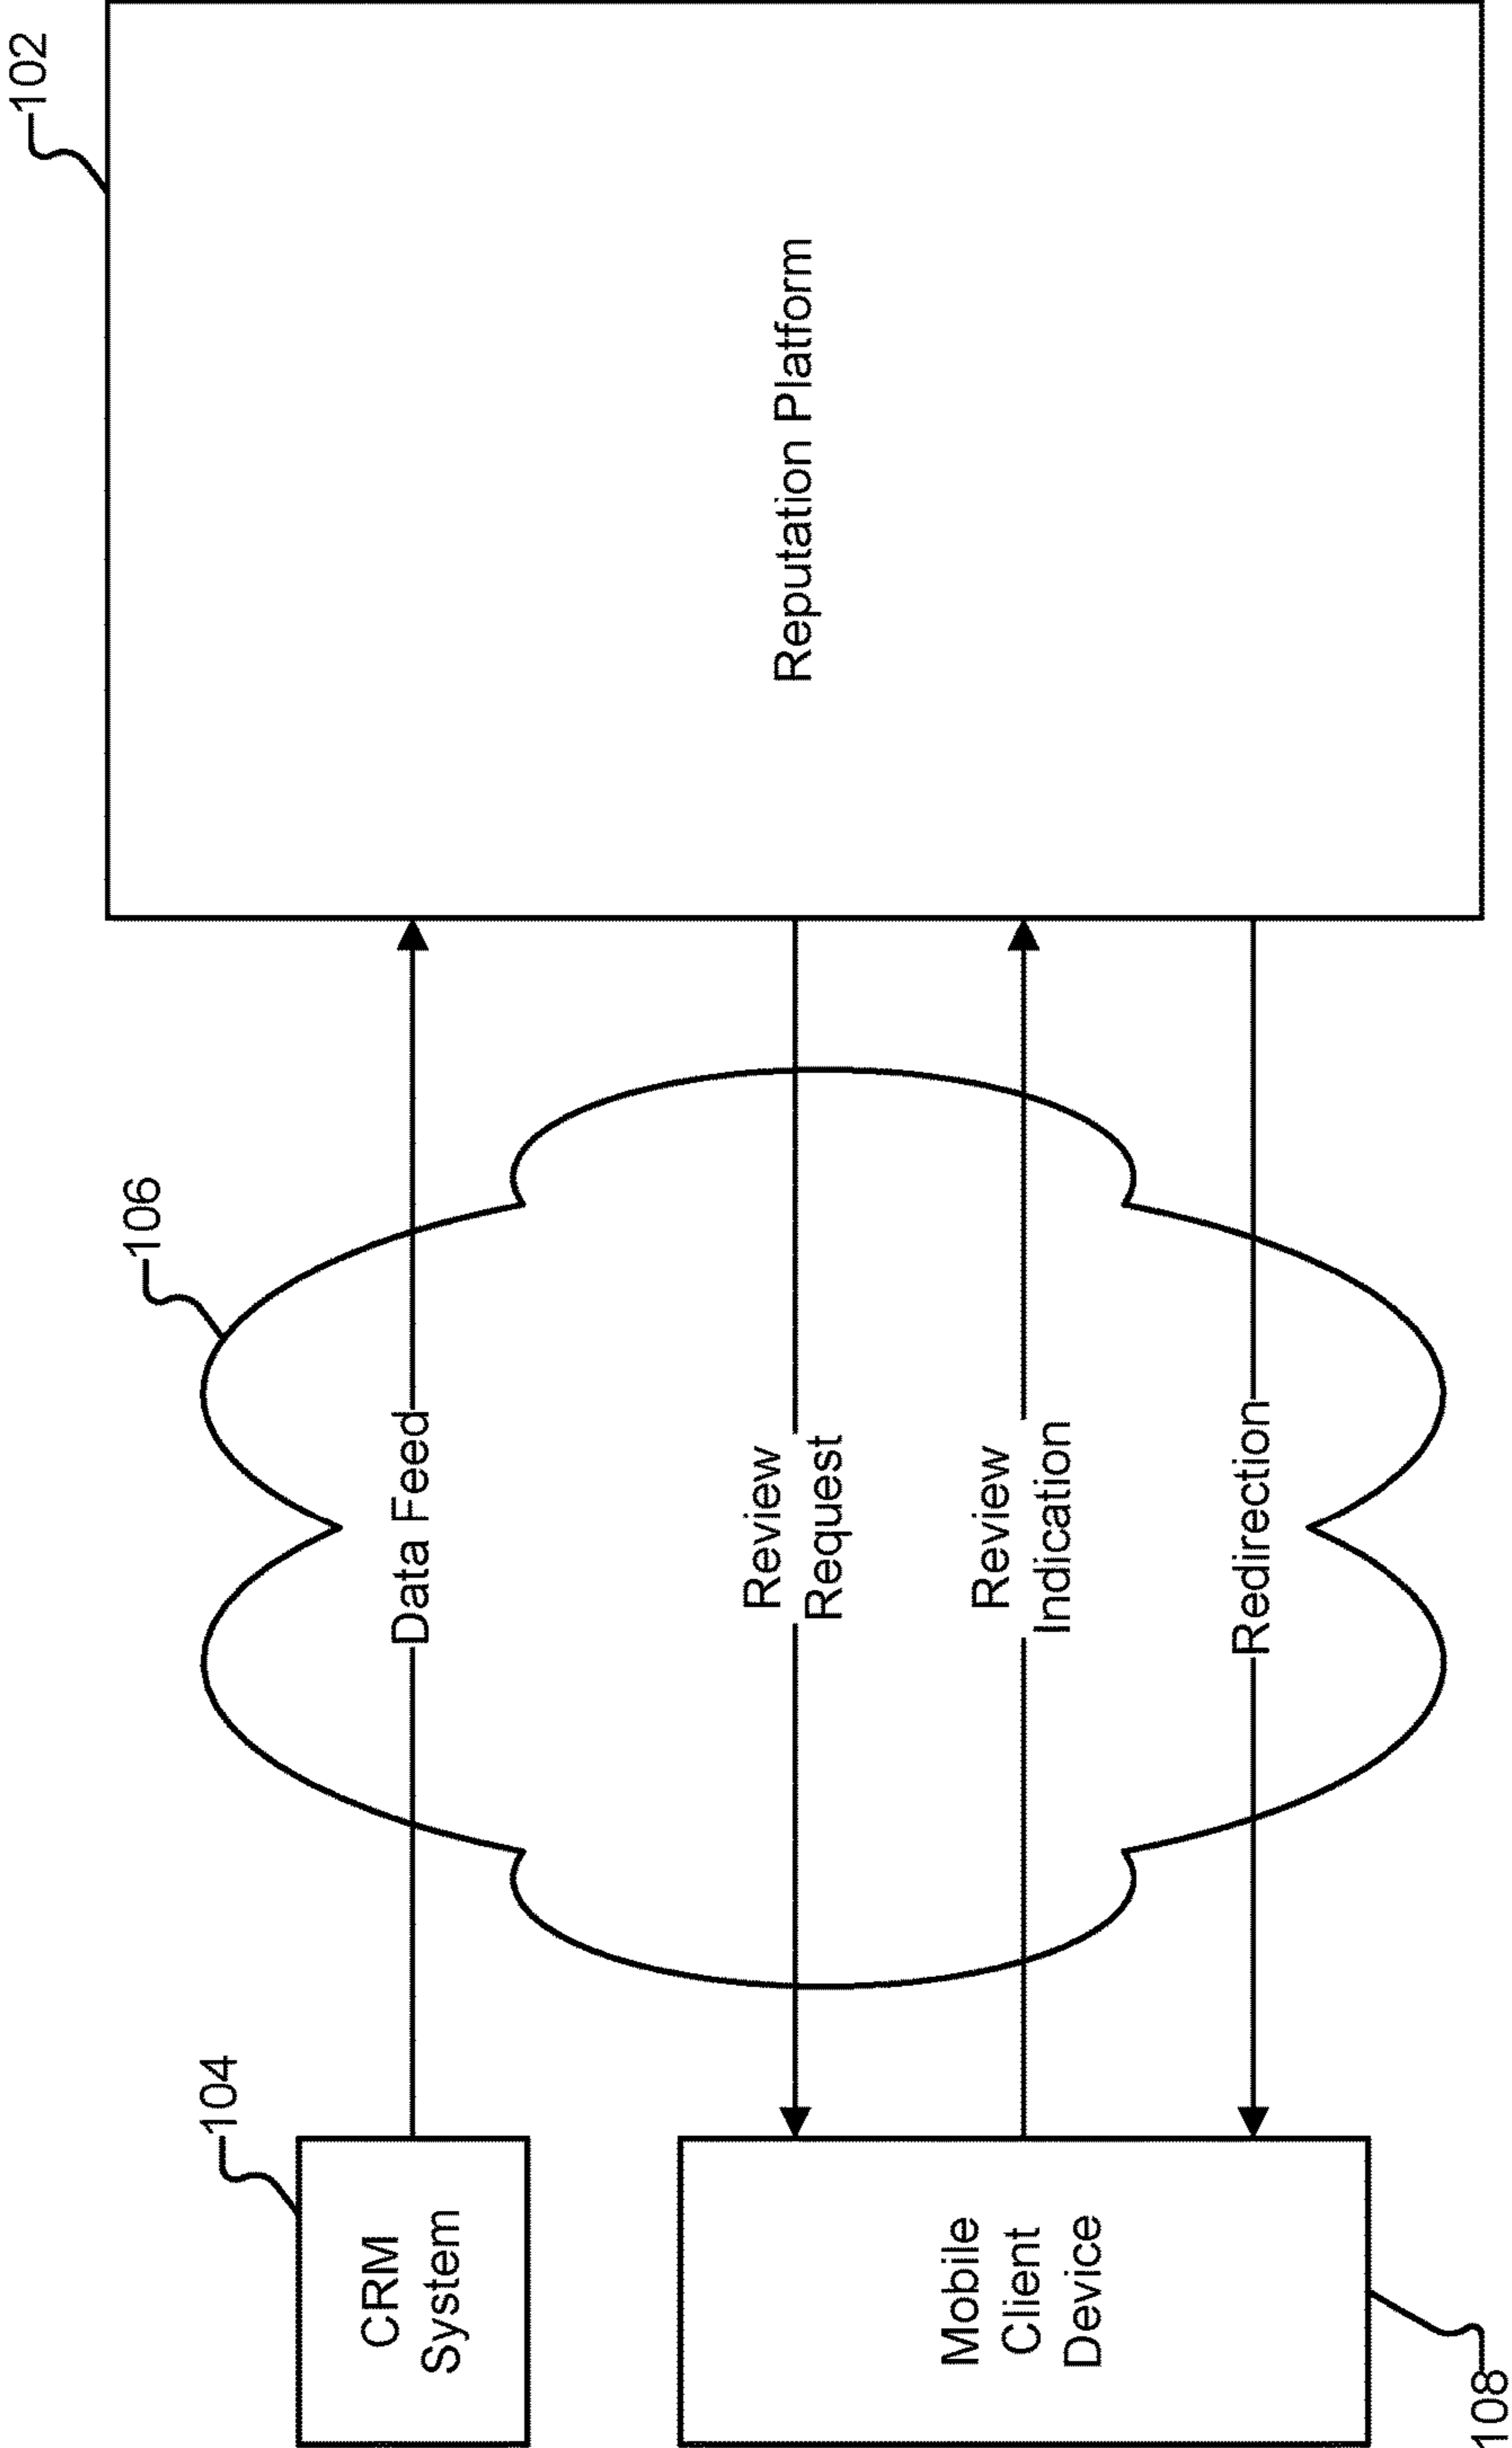 102
106
104
CRM
System
Data Feed
Reputation Platform
Review
Request
Review
Indication
Mobile
Client
Device
Redirection
108